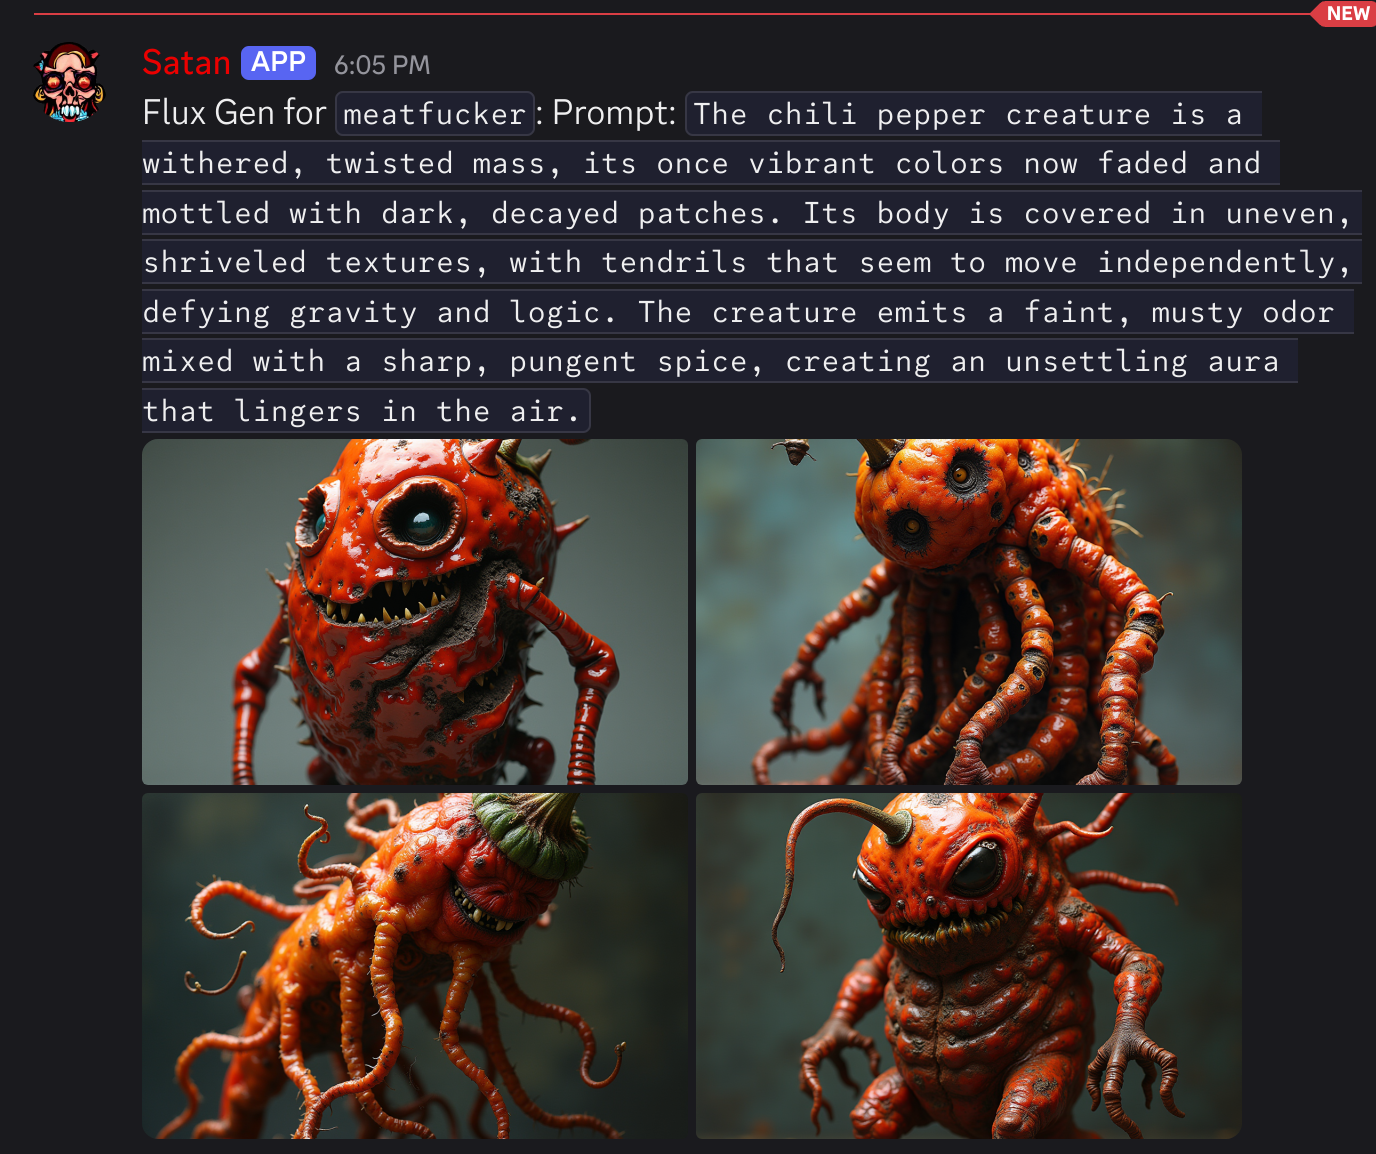 NEW
Satan APP 6:05 PM
Flux Gen for meatfucker: Prompt: The chili pepper creature is a
withered, twisted mass, its once vibrant colors now faded and
mottled with dark, decayed patches. Its body is covered in uneven,
shriveled textures, with tendrils that seem to move independently,
defying gravity and logic. The creature emits a faint, musty odor
mixed with a sharp, pungent spice, creating an unsettling aura
that lingers in the air.